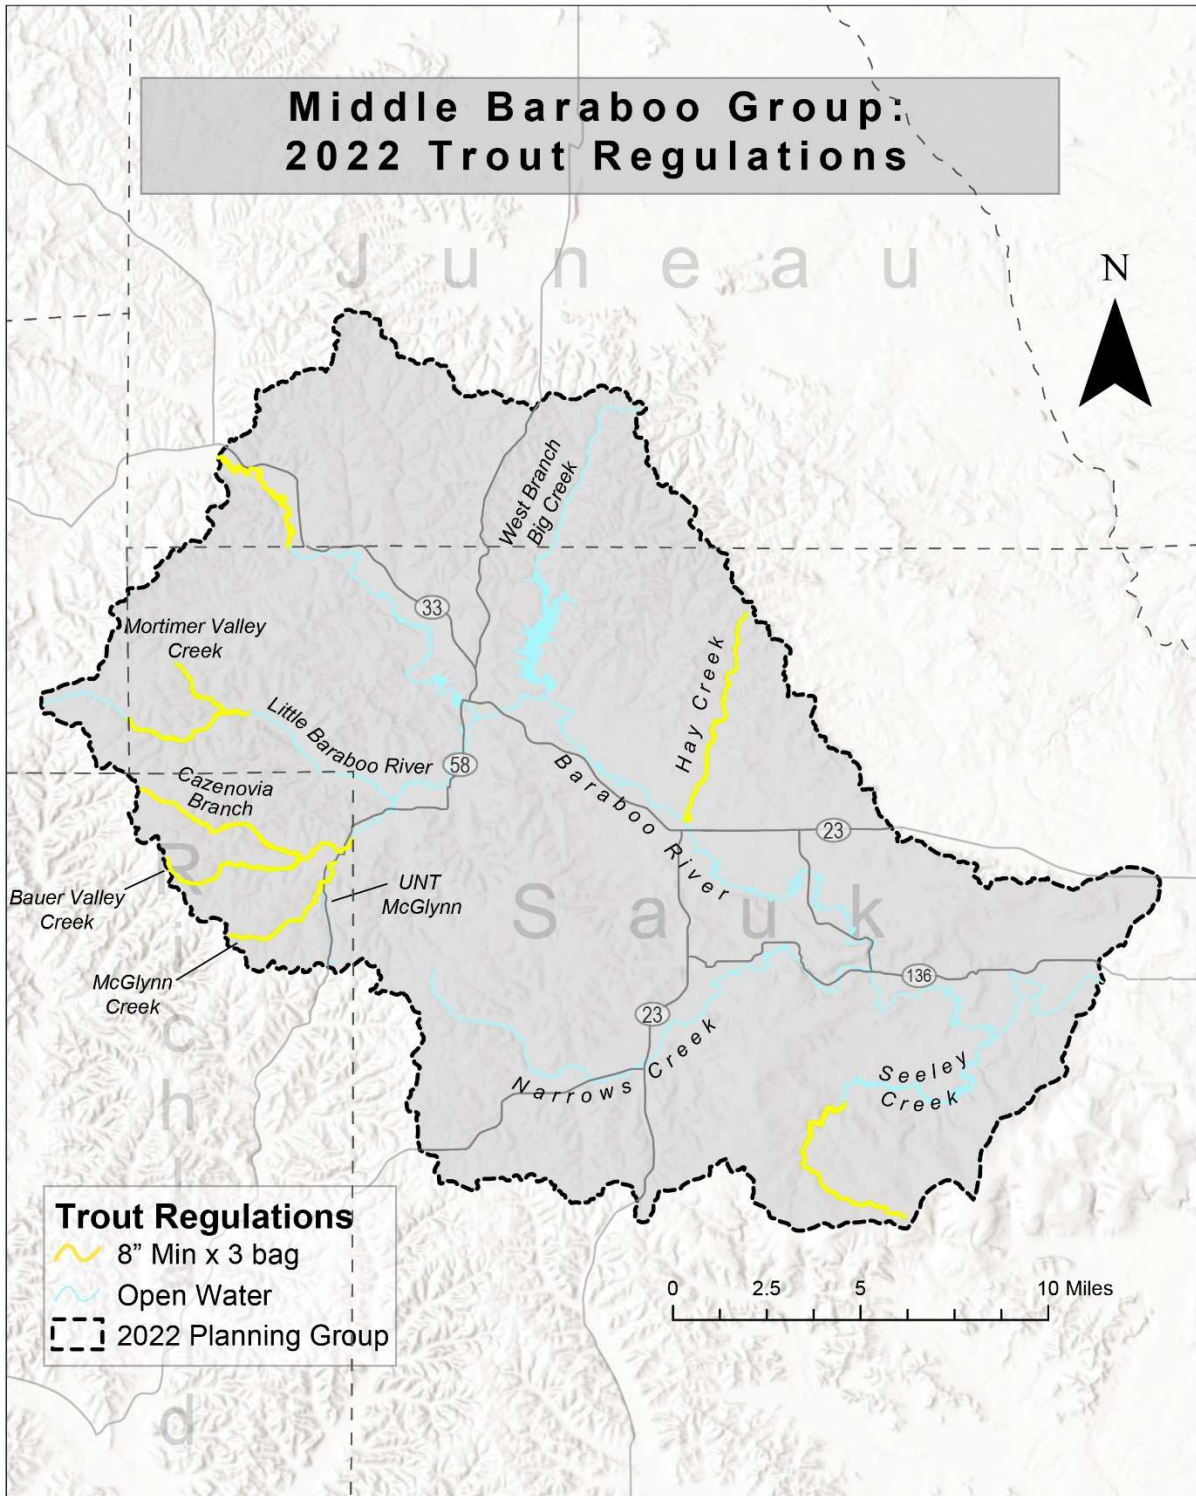 Middle Baraboo Group:
2022 Trout Regulations
Juneau
N
West Branch
Big Creek
33
Mortimer Valley
Creek
Hay Creek
Little Baraboo River
58
Baraboo River
Cazenovia
Branch
23
Richland
Bauer Valley
Creek
UNT
McGlynn
Sauk
McGlynn
Creek
136
23
Narrows Creek
Seeley
Creek
Trout Regulations
8” Min x 3 bag
Open Water
2022 Planning Group
0 2.5 5 10 Miles